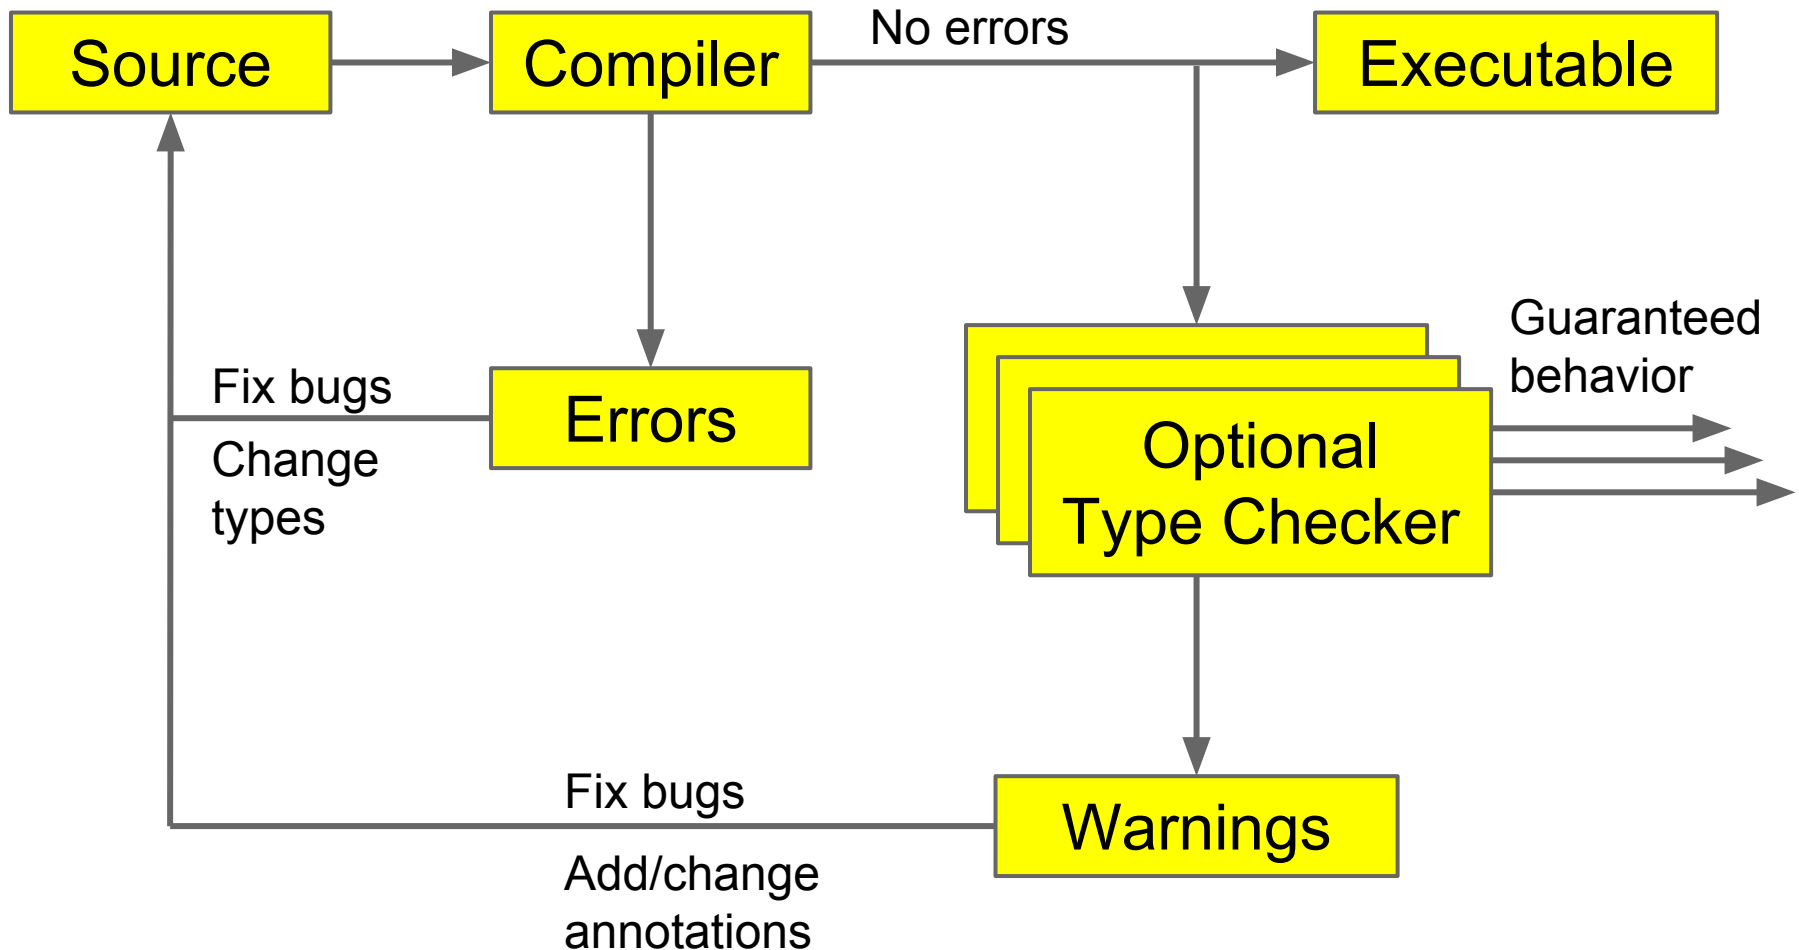 Source
Compiler
No errors
Executable
Guaranteed
behavior
Fix bugs
Errors
Change
types
Optional
Type Checker
Fix bugs
Warnings
Add/change
annotations